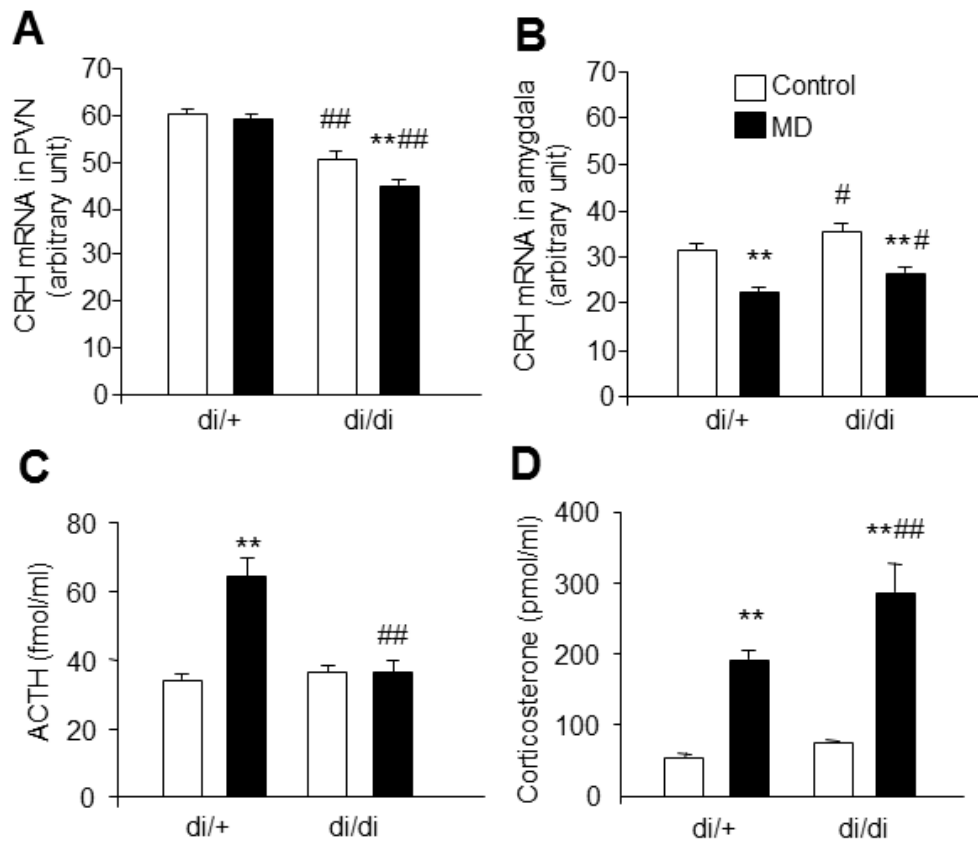 A
CRH mRNA in PVN
(arbitrary unit)
70
60
50
40
30
20
10
0
##
**##
di/+
di/di
B
CRH mRNA in amygdala
(arbitrary unit)
70
60
50
40
30
20
10
0
Control
MD
**
#
**#
di/+
di/di
C
ACTH (fmol/ml)
80
60
40
20
0
**
##
di/+
di/di
D
Corticosterone (pmol/ml)
400
300
200
100
0
**
**##
di/+
di/di